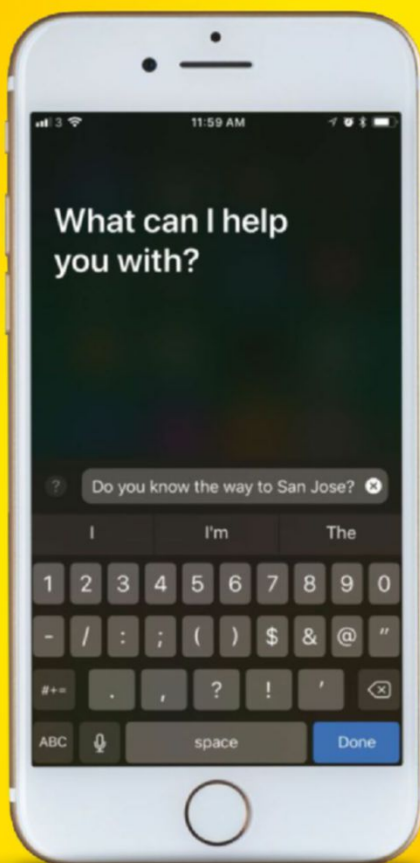 3 11:59 AM
What can I help
you with?
? Do you know the way to San Jose?
I I'm The
1 2 3 4 5 6 7 8 9 0
- / : ; ( ) $ & @ "
#+= . , ? ! '
ABC space Done